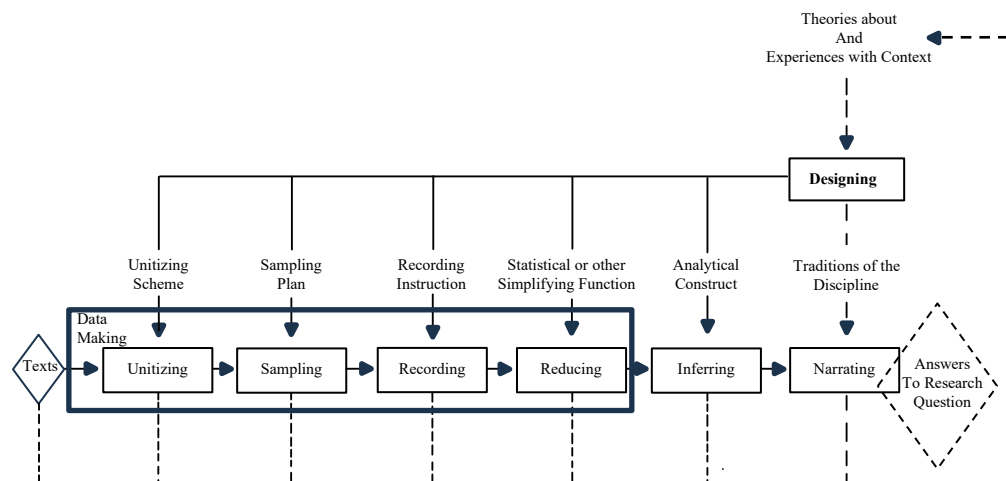 Theories about
And
Experiences with Context
Designing
Unitizing
Scheme
Sampling
Plan
Recording
Instruction
Statistical or other
Simplifying Function
Analytical
Construct
Traditions of the
Discipline
Data
Making
Texts
Unitizing
Sampling
Recording
Reducing
Inferring
Narrating
Answers
To Research
Question